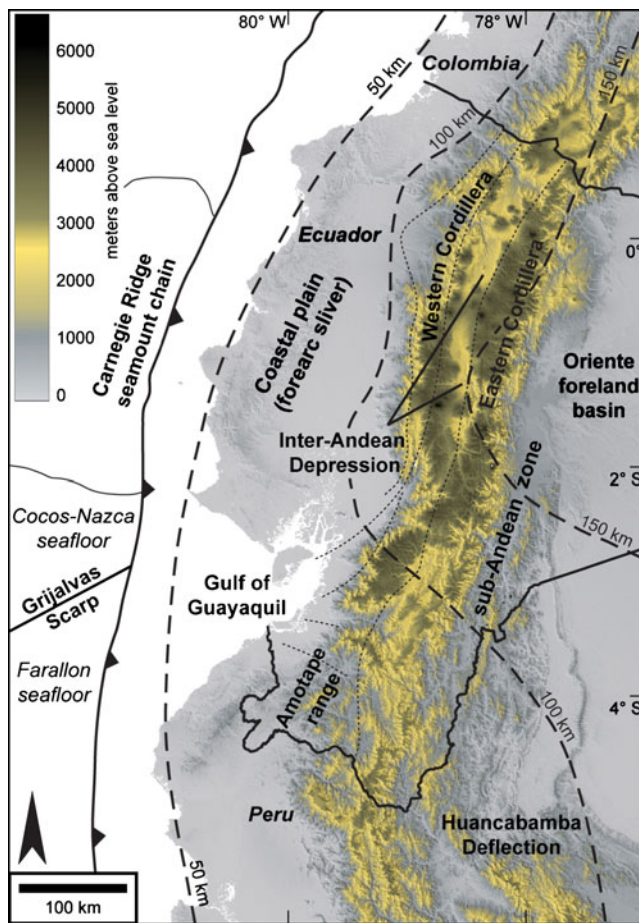 80° W
78° W
6000
5000
4000
3000
2000
1000
0
meters above sea level
50 km
Colombia
100 km
150 km
Ecuador
Western Cordillera
Eastern Cordillera
0°
Carnegie Ridge
seamount chain
Coastal plain
(forearc sliver)
Oriente
foreland
basin
Inter-Andean
Depression
2° S
Cocos-Nazca
seafloor
sub-Andean zone
150 km
Grijalvas
Scarp
Gulf of
Guayaquil
Farallon
seafloor
Amotape
range
100 km
4° S
Peru
Huancabamba
Deflection
50 km
100 km